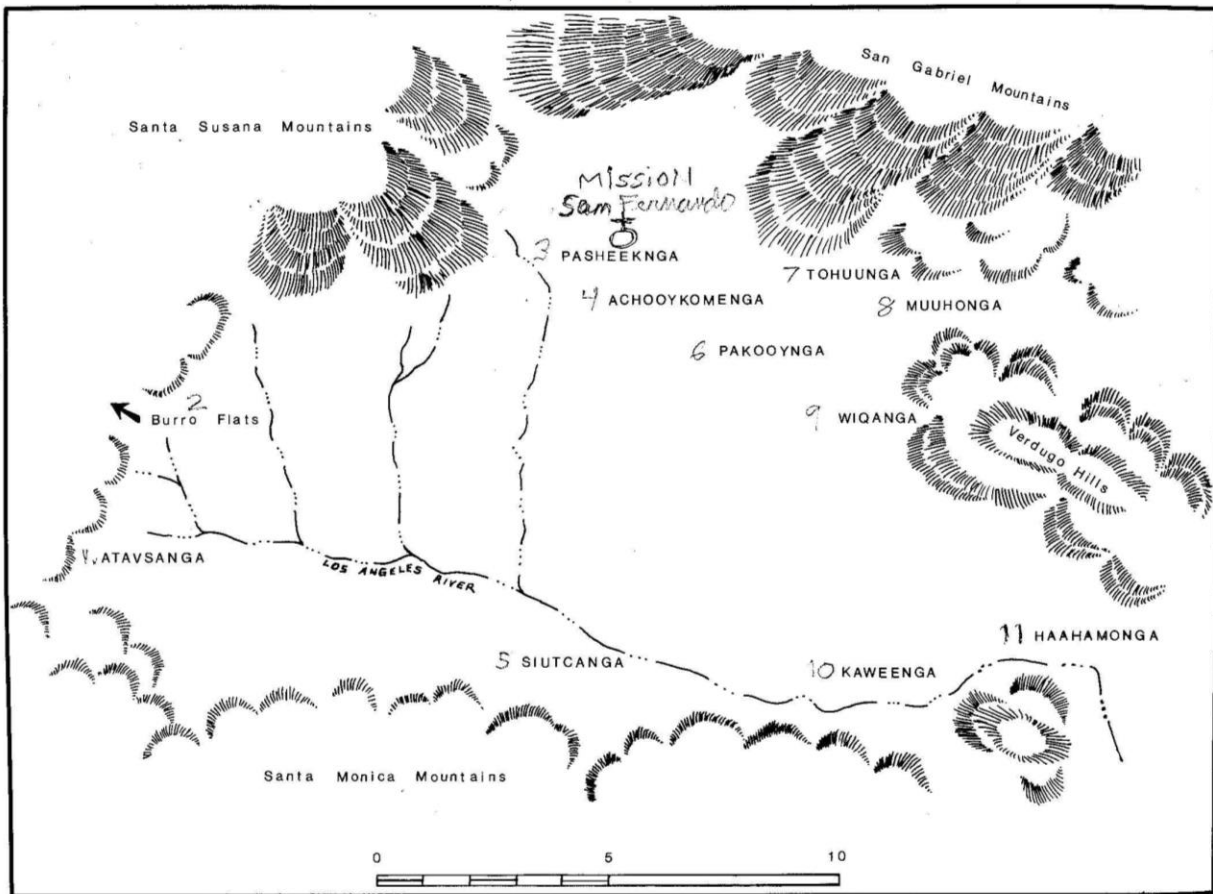 San Gabriel Mountains
Santa Susana Mountains
Mission
San Fernando
3 PASHEEKNGA
7 TOHUUNGA
4 ACHOOYKOMENGA
8 MUUHONGA
6 PAKOOYNGA
2
Burro Flats
9 WIQANGA
Verdugo Hills
1. ATAVSANGA
LOS ANGELES RIVER
11 HAAHAMONGA
5 SIUTCANGA
10 KAWEENGA
Santa Monica Mountains
0 5 10